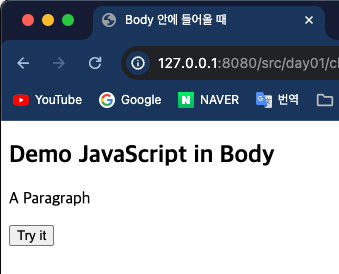 Body 안에 들어올 때
127.0.0.1:8080/src/day01/cl
YouTube Google NAVER 번역
Demo JavaScript in Body
A Paragraph
Try it